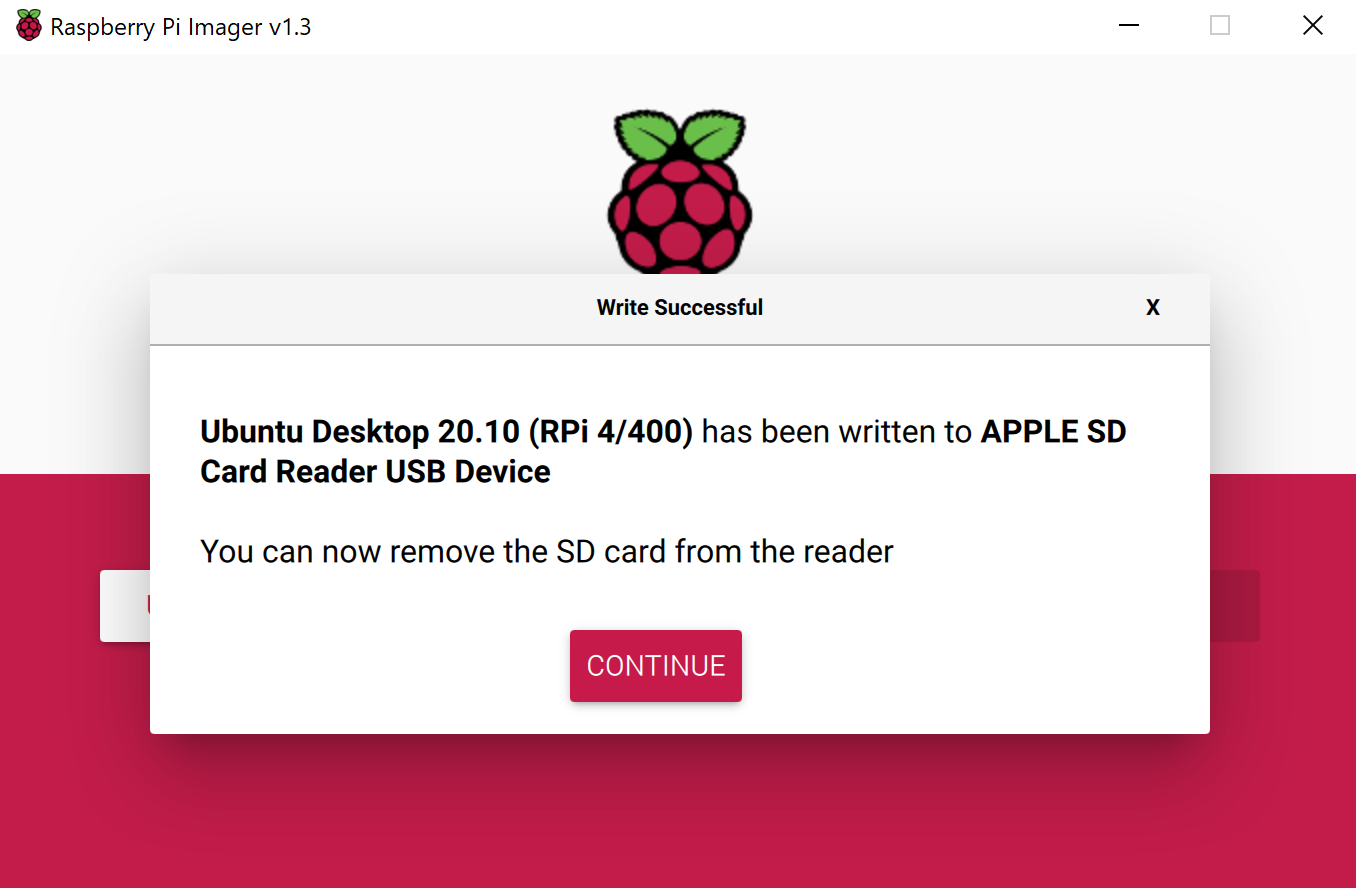 Raspberry Pi Imager v1.3
Write Successful X
Ubuntu Desktop 20.10 (RPi 4/400) has been written to APPLE SD
Card Reader USB Device
You can now remove the SD card from the reader
CONTINUE